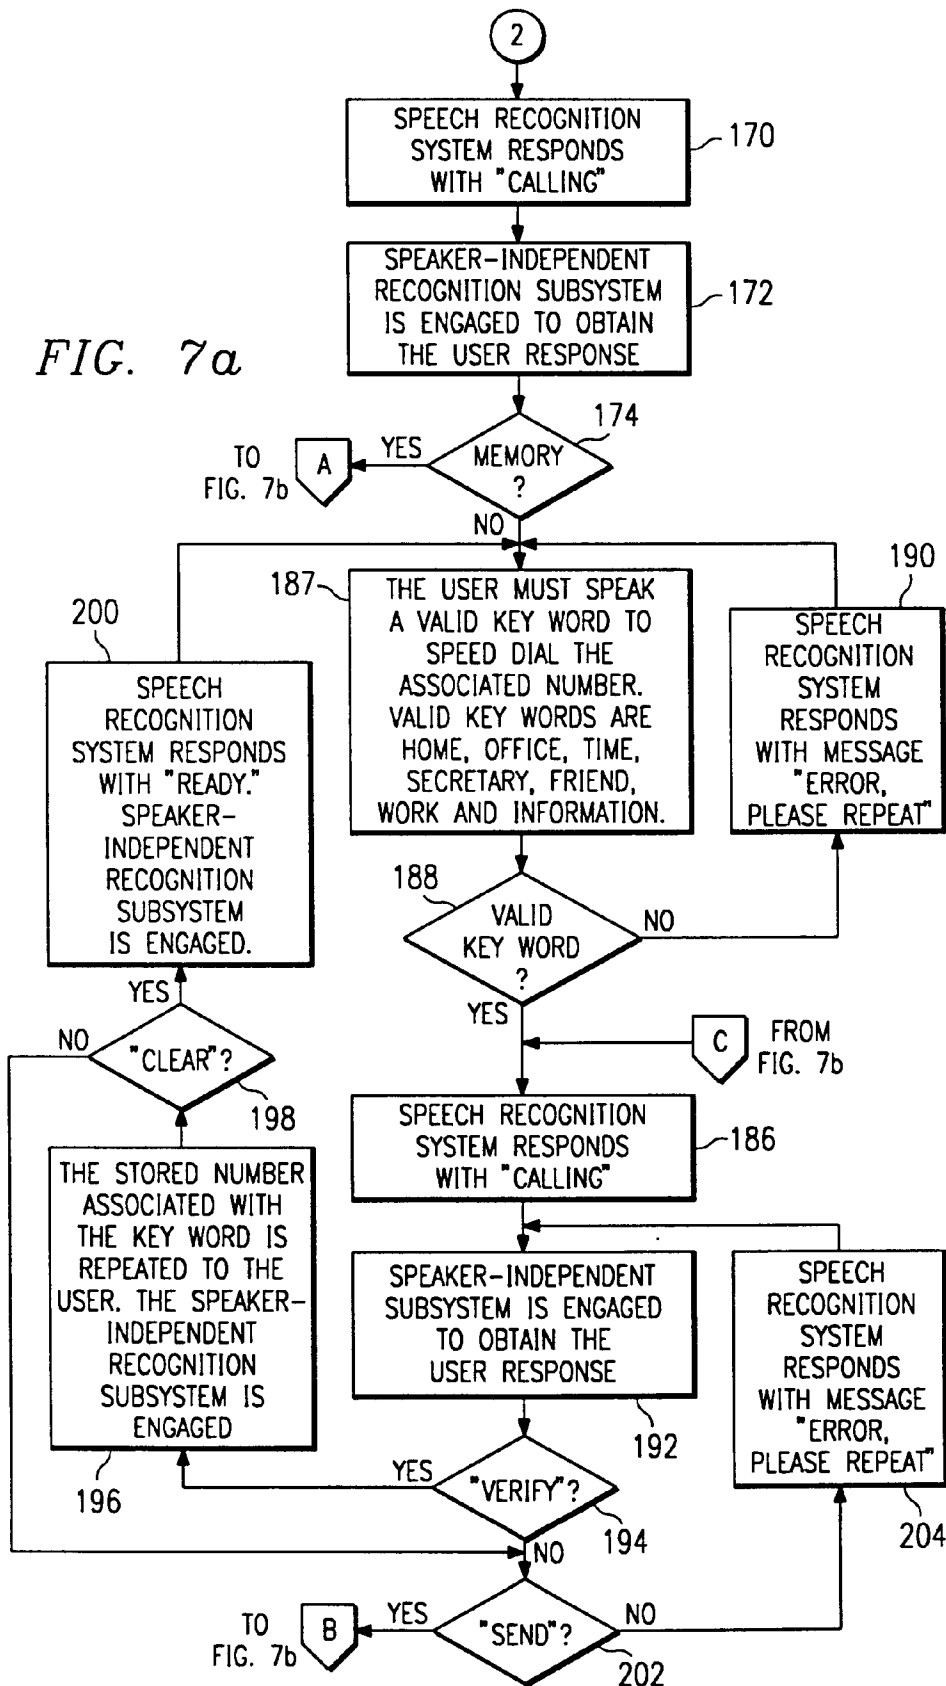 2
SPEECH RECOGNITION
SYSTEM RESPONDS
WITH "CALLING"
170
SPEAKER-INDEPENDENT
RECOGNITION SUBSYSTEM
IS ENGAGED TO OBTAIN
THE USER RESPONSE
172
FIG. 7a
174
MEMORY
?
YES
A
TO
FIG. 7b
NO
187
THE USER MUST SPEAK
A VALID KEY WORD TO
SPEED DIAL THE
ASSOCIATED NUMBER.
VALID KEY WORDS ARE
HOME, OFFICE, TIME,
SECRETARY, FRIEND,
WORK AND INFORMATION.
190
SPEECH
RECOGNITION
SYSTEM
RESPONDS
WITH MESSAGE
"ERROR,
PLEASE REPEAT"
200
SPEECH
RECOGNITION
SYSTEM RESPONDS
WITH "READY."
SPEAKER-
INDEPENDENT
RECOGNITION
SUBSYSTEM
IS ENGAGED.
188
VALID
KEY WORD
?
NO
YES
YES
NO
"CLEAR"?
198
C
FROM
FIG. 7b
SPEECH RECOGNITION
SYSTEM RESPONDS
WITH "CALLING"
186
THE STORED NUMBER
ASSOCIATED WITH
THE KEY WORD IS
REPEATED TO THE
USER. THE SPEAKER-
INDEPENDENT
RECOGNITION
SUBSYSTEM IS
ENGAGED
196
SPEAKER-INDEPENDENT
SUBSYSTEM IS ENGAGED
TO OBTAIN THE
USER RESPONSE
192
SPEECH
RECOGNITION
SYSTEM
RESPONDS
WITH MESSAGE
"ERROR,
PLEASE REPEAT"
204
YES
"VERIFY"?
194
NO
TO
FIG. 7b
B
YES
"SEND"?
NO
202